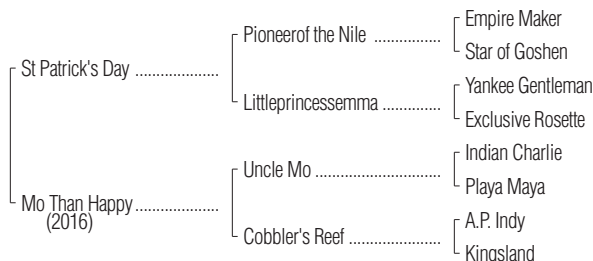 Empire Maker
Pioneerof the Nile ................
Star of Goshen
St Patrick's Day ....................
Yankee Gentleman
Littleprincessemma ..............
Exclusive Rosette
Indian Charlie
Uncle Mo ..............................
Playa Maya
Mo Than Happy ....................
(2016)
A.P. Indy
Cobbler's Reef ......................
Kingsland